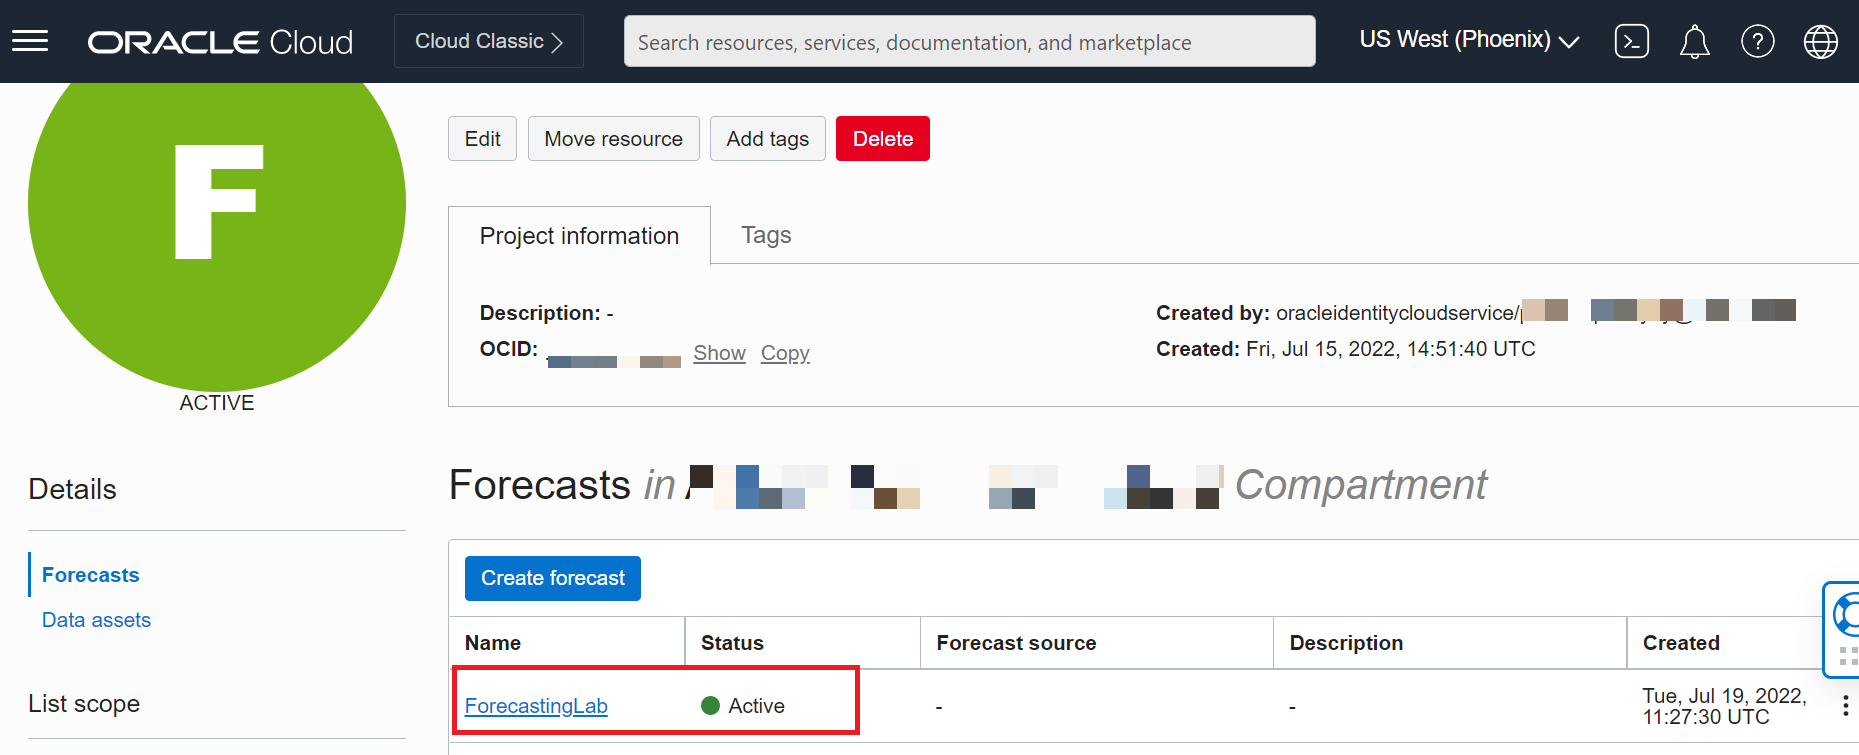 ORACLE Cloud
Cloud Classic
Search resources, services, documentation, and marketplace
US West (Phoenix)
F
ACTIVE
Edit
Move resource
Add tags
Delete
Project information
Tags
Description: -
OCID:
Show
Copy
Created by: oracleidentitycloudservice/
Created: Fri, Jul 15, 2022, 14:51:40 UTC
Details
Forecasts
Data assets
List scope
Forecasts in
Compartment
Create forecast
Name
Status
Forecast source
Description
Created
ForecastingLab
Active
-
-
Tue, Jul 19, 2022,
11:27:30 UTC